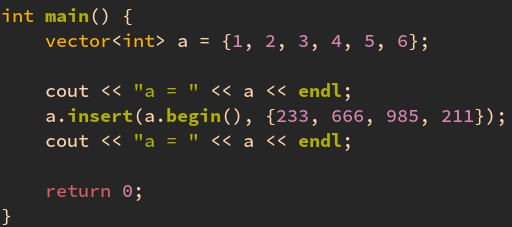 int main() {
    vector<int> a = {1, 2, 3, 4, 5, 6};
    cout << "a = " << a << endl;
    a.insert(a.begin(), {233, 666, 985, 211});
    cout << "a = " << a << endl;
    return 0;
}